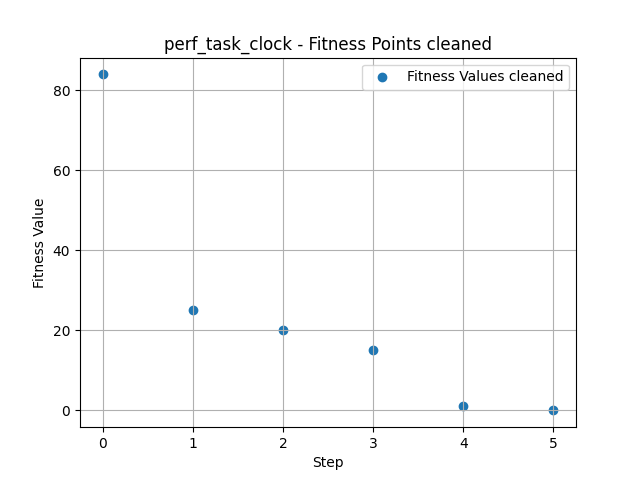 perf_task_clock - Fitness Points cleaned
Fitness Values cleaned
Fitness Value
80
60
40
20
0
0 1 2 3 4 5
Step